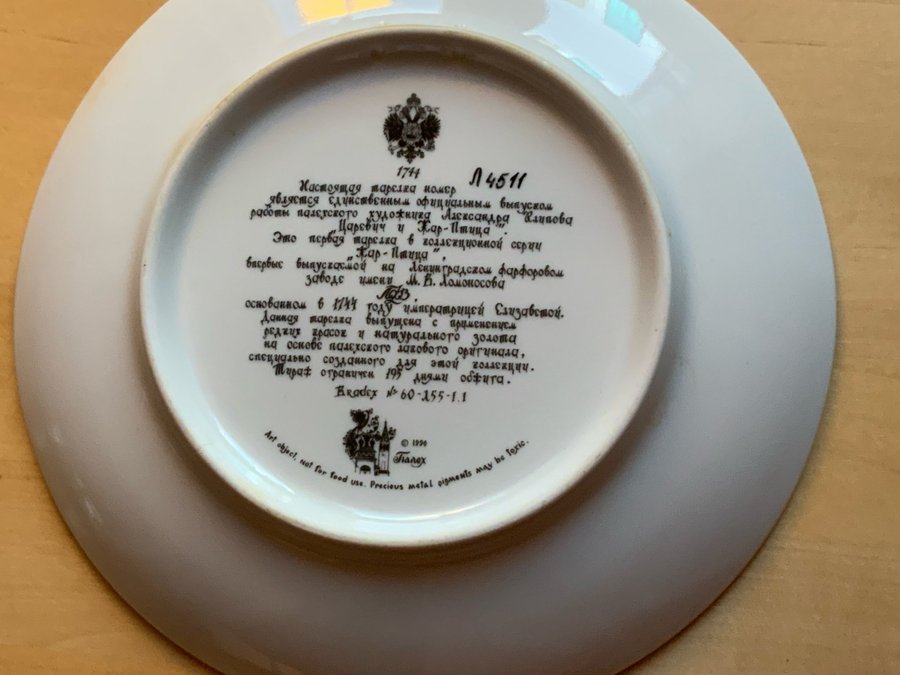 1744
Настоящая тарелка номер Л4511
является единственным официальным выпуском
работы палехского художника Александра
„Царевич и Жар-Птица".
Это первая тарелка в коллекционной серии
„Жар-Птица",
впервые выпускаемой на Ленинградском фарфоровом
заводе имени М.В. Ломоносова
ЛФЗ,
основанном в 1744 году императрицей Елизаветой.
Данная тарелка выпущена с применением
редких красок и натурального золота
на основе палехского лакового оригинала,
специально созданного для этой коллекции.
Тираж ограничен 195 днями обжига.
Bradex № 60-Л55-1.1
© 1990
Палех
Art object, not for food use. Precious metal pigments may be toxic.